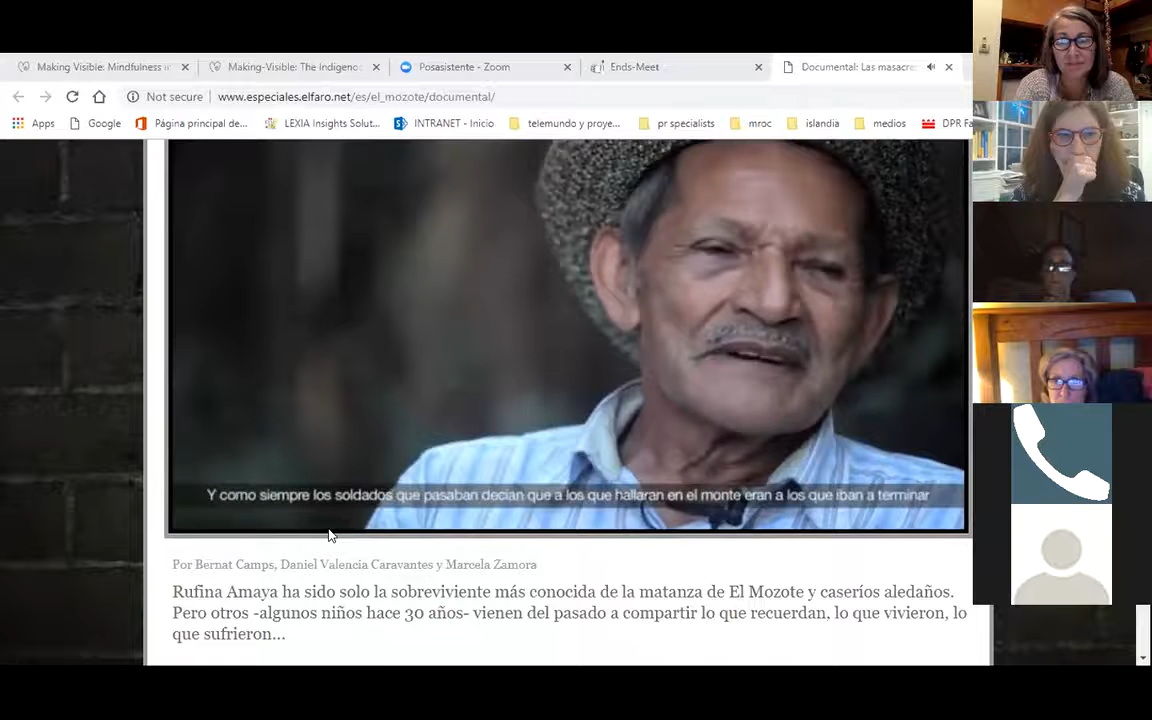 Making Visible: Mindfulness
Making-Visible: The Indigeno
Posasistente - Zoom
Ends-Meet
Documental: Las masacre
Not secure
www.especiales.elfaro.net/es/el_mozote/documental/
Apps
Google
Página principal de...
LEXIA Insights Solut...
INTRANET - Inicio
telemundo y proye...
pr specialists
mroc
islandia
medios
DPR Fa
Y como siempre los soldados que pasaban decían que a los que hallaran en el monte eran a los que iban a terminar
Por Bernat Camps, Daniel Valencia Caravantes y Marcela Zamora
Rufina Amaya ha sido solo la sobreviviente más conocida de la matanza de El Mozote y caseríos aledaños.
Pero otros -algunos niños hace 30 años- vienen del pasado a compartir lo que recuerdan, lo que vivieron, lo
que sufrieron...